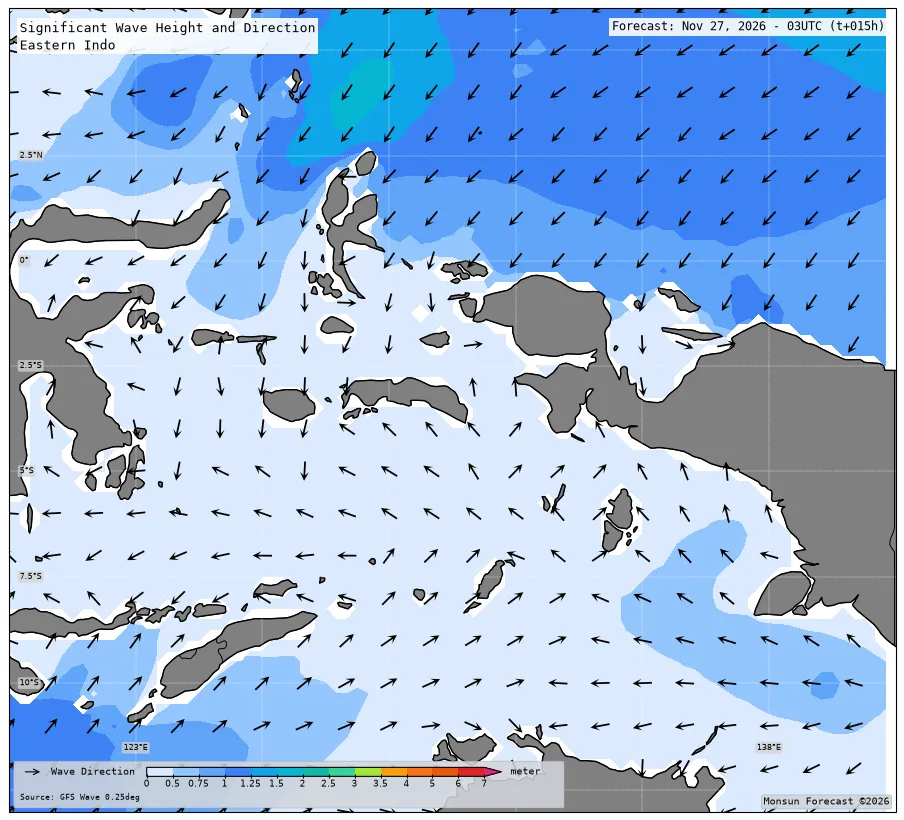 Significant Wave Height and Direction
Eastern Indo
Forecast: Nov 27, 2026 - 03UTC (t+015h)
2.5°N
0°
2.5°S
5°S
7.5°S
10°S
123°E
138°E
Wave Direction
meter
0 0.5 0.75 1 1.25 1.5 2 2.5 3 3.5 4 5 6 7
Source: GFS Wave 0.25deg
Monsun Forecast ©2026